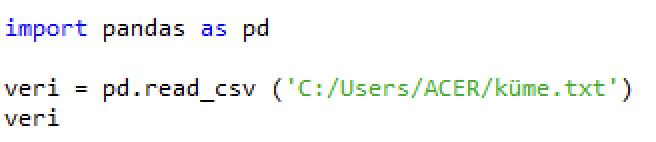 import pandas as pd
veri = pd.read_csv ('C:/Users/ACER/küme.txt')
veri